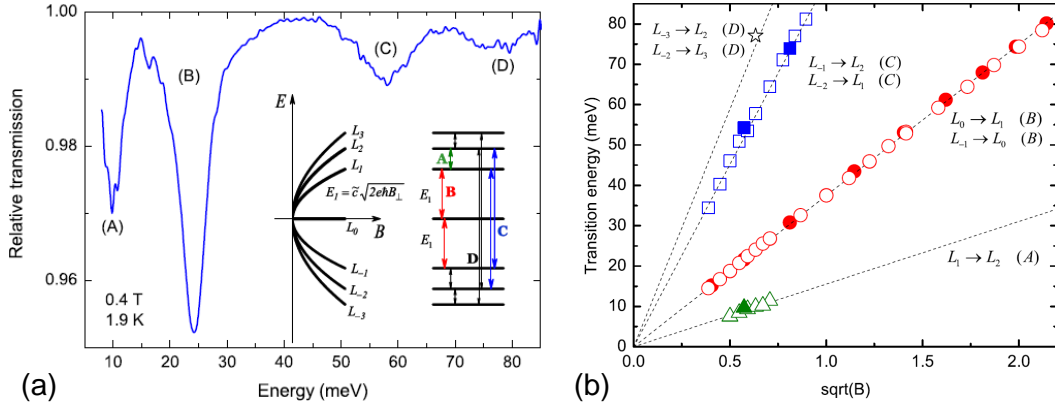 Relative transmission
1.00
0.98
0.96
(A)
(B)
(C)
(D)
0.4 T
1.9 K
E
L₃
L₂
L₁
E₁ = c̃√2eħB⊥
L₀
B
L₋₁
L₋₂
L₋₃
A
B
E₁
E₁
C
D
10 20 30 40 50 60 70 80
Energy (meV)
(a)
Transition energy (meV)
80
70
60
50
40
30
20
10
0
L₋₃ → L₂ (D)
L₋₂ → L₃ (D)
L₋₁ → L₂ (C)
L₋₂ → L₁ (C)
L₀ → L₁ (B)
L₋₁ → L₀ (B)
L₁ → L₂ (A)
0.0 0.5 1.0 1.5 2.0
sqrt(B)
(b)